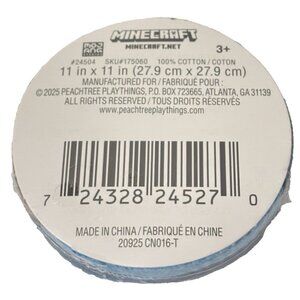 MINECRAFT
MINECRAFT.NET
3+
#24504 SKU#175060 100% COTTON / COTON
11 in x 11 in (27.9 cm x 27.9 cm)
MANUFACTURED FOR / FABRIQUÉ POUR :
© 2025 PEACHTREE PLAYTHINGS, P.O. BOX 723665, ATLANTA, GA 31139
ALL RIGHTS RESERVED / TOUS DROITS RÉSERVÉS
www.peachtreeplaythings.com
7 24328 24527 0
MADE IN CHINA / FABRIQUÉ EN CHINE
20925 CN016-T